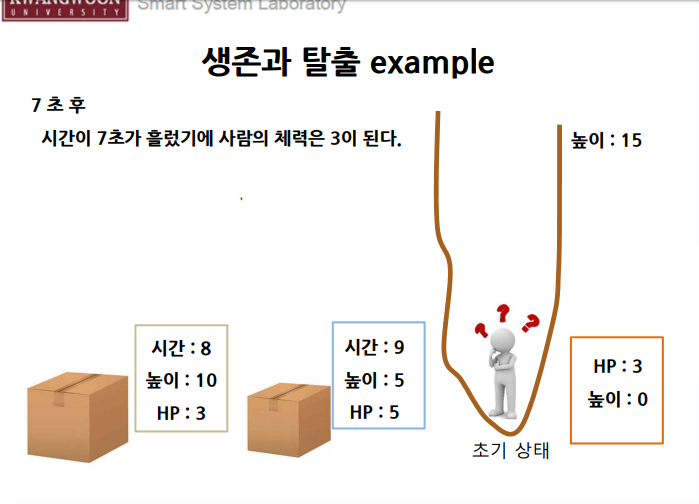 KWANGWOON
UNIVERSITY
Smart System Laboratory
생존과 탈출 example
7 초 후
시간이 7초가 흘렀기에 사람의 체력은 3이 된다.
높이 : 15
? ? ?
시간 : 8
높이 : 10
HP : 3
시간 : 9
높이 : 5
HP : 5
HP : 3
높이 : 0
초기 상태